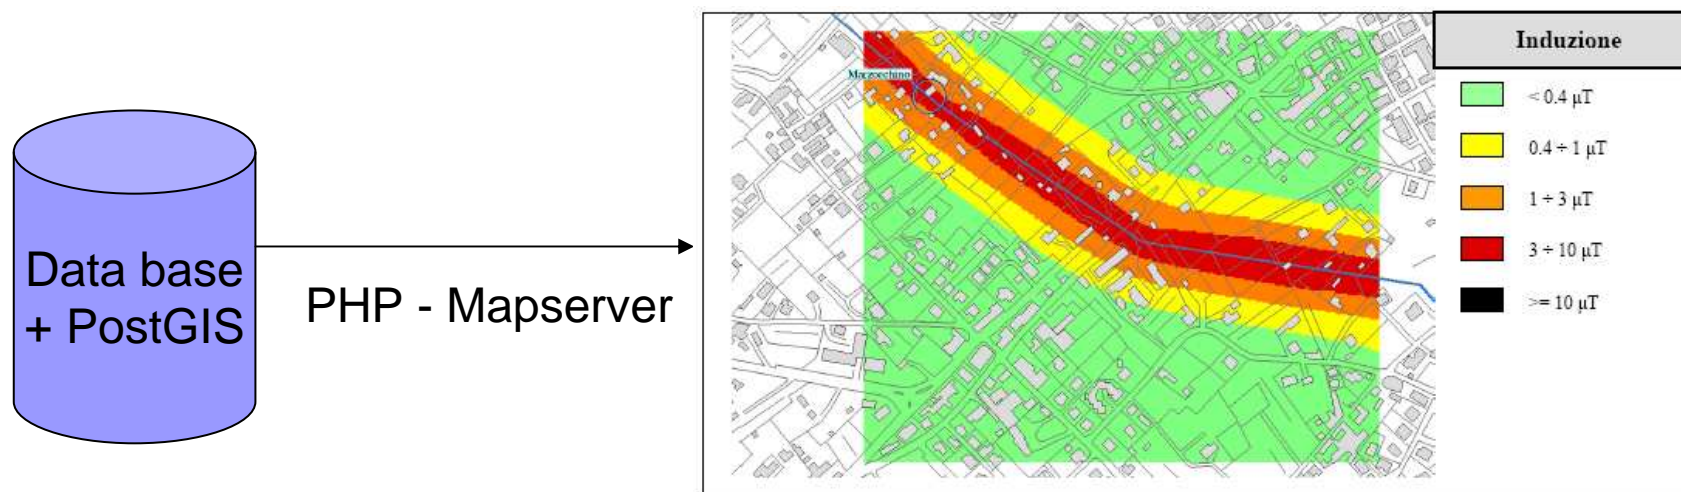 Data base
+ PostGIS
PHP - Mapserver
Marzocchino
Induzione
< 0.4 μT
0.4 ÷ 1 μT
1 ÷ 3 μT
3 ÷ 10 μT
>= 10 μT